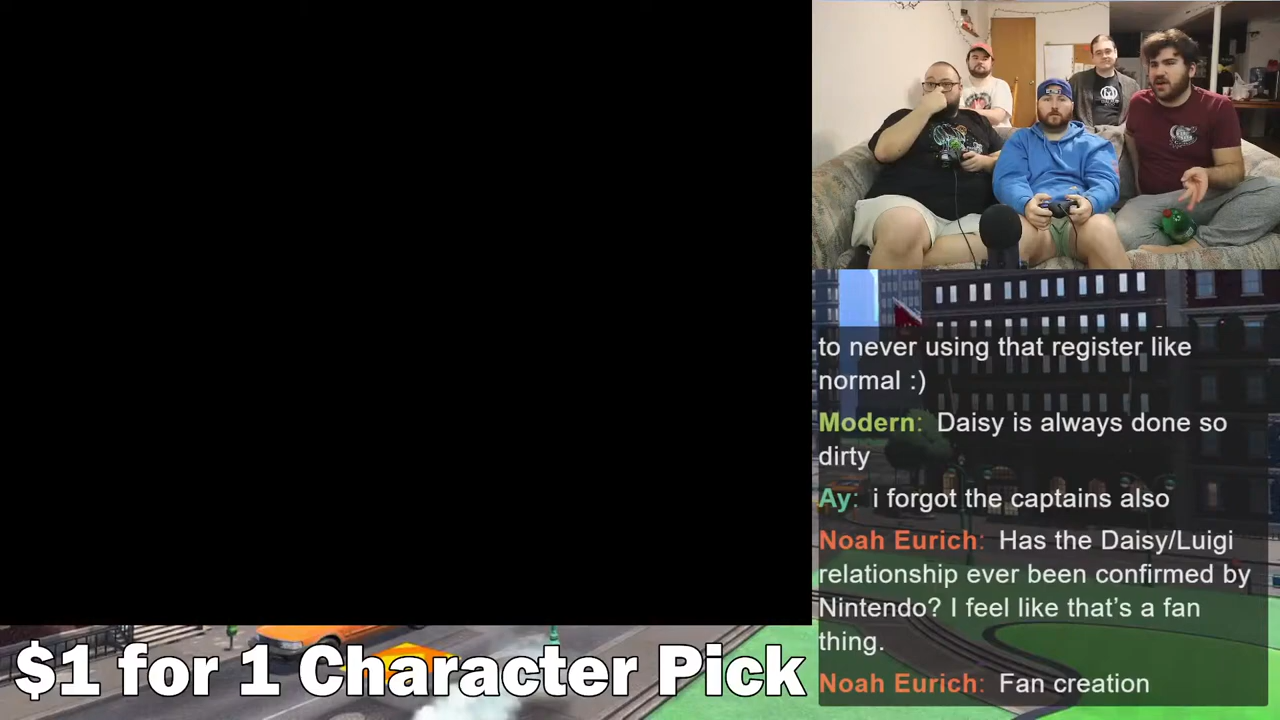 to never using that register like
normal :)
Modern: Daisy is always done so
dirty
Ay: i forgot the captains also
Noah Eurich: Has the Daisy/Luigi
relationship ever been confirmed by
Nintendo? I feel like that's a fan
thing.
Noah Eurich: Fan creation
$1 for 1 Character Pick